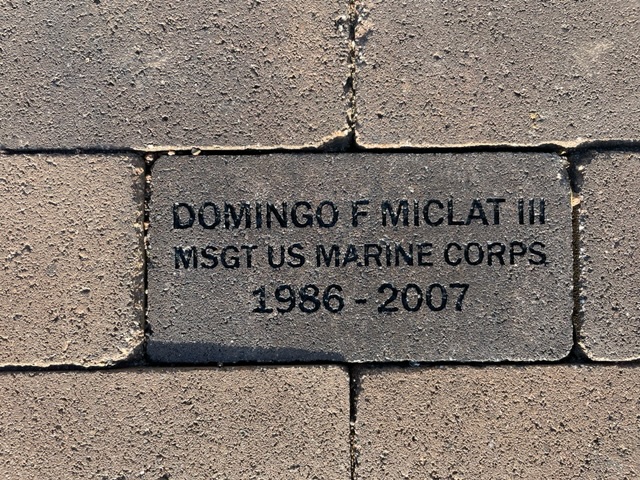 DOMINGO F MICLAT III
MSGT US MARINE CORPS
1986 - 2007